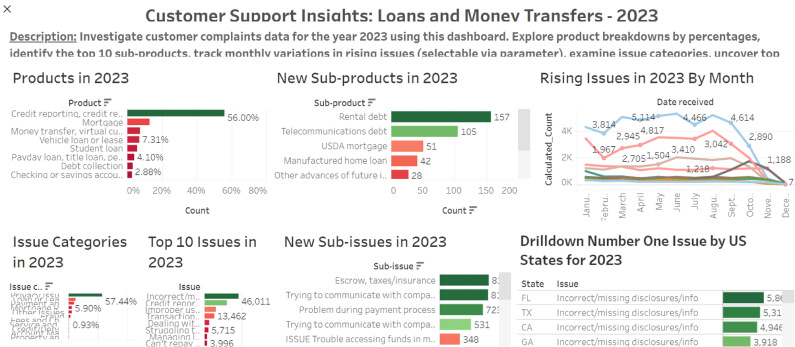 Customer Support Insights: Loans and Money Transfers - 2023
Description: Investigate customer complaints data for the year 2023 using this dashboard. Explore product breakdowns by percentages,
identify the top 10 sub-products, track monthly variations in rising issues (selectable via parameter), examine issue categories, uncover top
Products in 2023
Product
Credit reporting, credit re..
Mortgage
Money transfer, virtual cu..
Vehicle loan or lease
Student loan
Payday loan, title loan, pe..
Debt collection
Checking or savings accou..
56.00%
7.31%
4.10%
2.88%
0% 20% 40% 60% 80%
Count
New Sub-products in 2023
Sub-product
Rental debt 157
Telecommunications debt 105
USDA mortgage 51
Manufactured home loan 42
Other advances of future i.. 28
0 50 100 150 200
Count
Rising Issues in 2023 By Month
Date received
Calculated_Count
4K
2K
0K
3,814 5,114 4,466 4,614
1,967 2,945 4,817 3,042 2,890
2,705 1,504 3,410 1,218 1,188
7
Janu.. Febru.. March April May June July Augu.. Sept.. Octo.. Nove.. Dece..
Issue Categories
in 2023
Issue c..
57.44%
5.90%
0.93%
Top 10 Issues in
2023
Issue
Incorrect/m..
Credit repor..
Improper us..
Transaction..
Dealing wit..
Struggling t..
Managing l..
Can't repay ..
46,011
13,462
5,715
3,996
New Sub-issues in 2023
Sub-issue
Escrow, taxes/insurance
Trying to communicate with compa..
Problem during payment process 723
Trying to communicate with compa.. 531
ISSUE Trouble accessing funds in m.. 348
Drilldown Number One Issue by US
States for 2023
State Issue
FL Incorrect/missing disclosures/info
TX Incorrect/missing disclosures/info
CA Incorrect/missing disclosures/info 4,946
GA Incorrect/missing disclosures/info 3,918